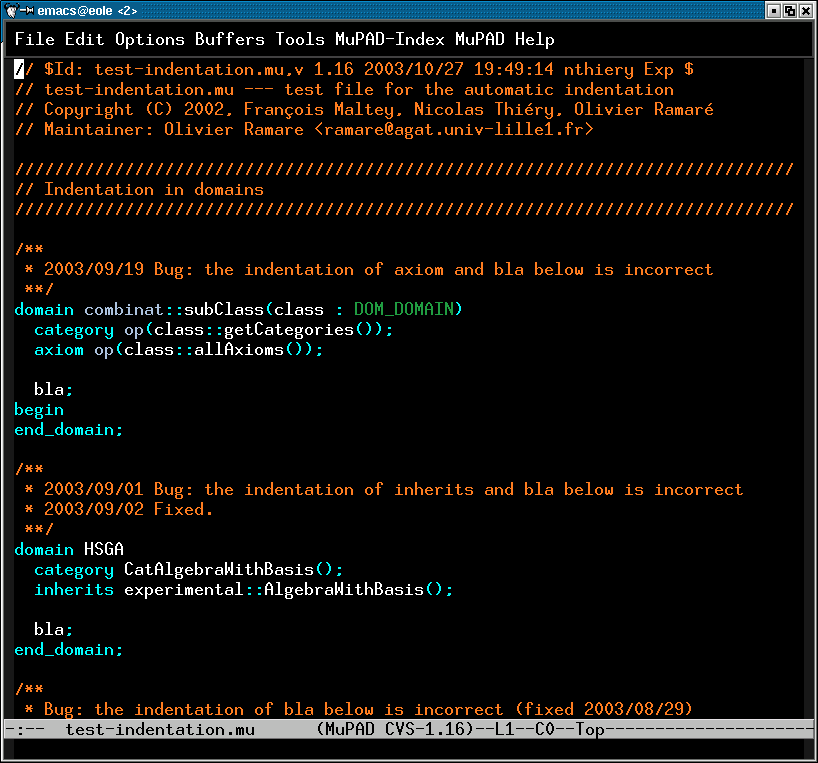 emacs@eole <2>
File Edit Options Buffers Tools MuPAD-Index MuPAD Help
// $Id: test-indentation.mu,v 1.16 2003/10/27 19:49:14 nthiery Exp $
// test-indentation.mu --- test file for the automatic indentation
// Copyright (C) 2002, François Maltey, Nicolas Thiéry, Olivier Ramaré
// Maintainer: Olivier Ramare <ramare@agat.univ-lille1.fr>
//////////////////////////////////////////////////////////////////////////////
// Indentation in domains
//////////////////////////////////////////////////////////////////////////////
/**
 * 2003/09/19 Bug: the indentation of axiom and bla below is incorrect
 **/
domain combinat::subClass(class : DOM_DOMAIN)
  category op(class::getCategories());
  axiom op(class::allAxioms());
  bla;
begin
end_domain;
/**
 * 2003/09/01 Bug: the indentation of inherits and bla below is incorrect
 * 2003/09/02 Fixed.
 **/
domain HSGA
  category CatAlgebraWithBasis();
  inherits experimental::AlgebraWithBasis();
  bla;
end_domain;
/**
 * Bug: the indentation of bla below is incorrect (fixed 2003/08/29)
-:--  test-indentation.mu      (MuPAD CVS-1.16)--L1--C0--Top---------------------